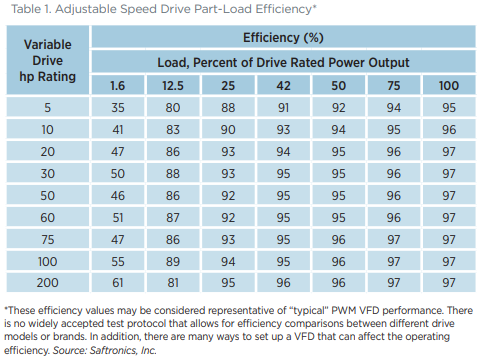 Table 1. Adjustable Speed Drive Part-Load Efficiency*
Variable Drive hp Rating
Efficiency (%)
Load, Percent of Drive Rated Power Output
1.6 12.5 25 42 50 75 100
5 35 80 88 91 92 94 95
10 41 83 90 93 94 95 96
20 47 86 93 94 95 96 97
30 50 88 93 95 95 96 97
50 46 86 92 95 95 96 97
60 51 87 92 95 95 96 97
75 47 86 93 95 95 96 97
100 55 89 94 95 96 97 97
200 61 81 95 96 96 97 97
*These efficiency values may be considered representative of “typical” PWM VFD performance. There
is no widely accepted test protocol that allows for efficiency comparisons between different drive
models or brands. In addition, there are many ways to set up a VFD that can affect the operating
efficiency. Source: Saftronics, Inc.